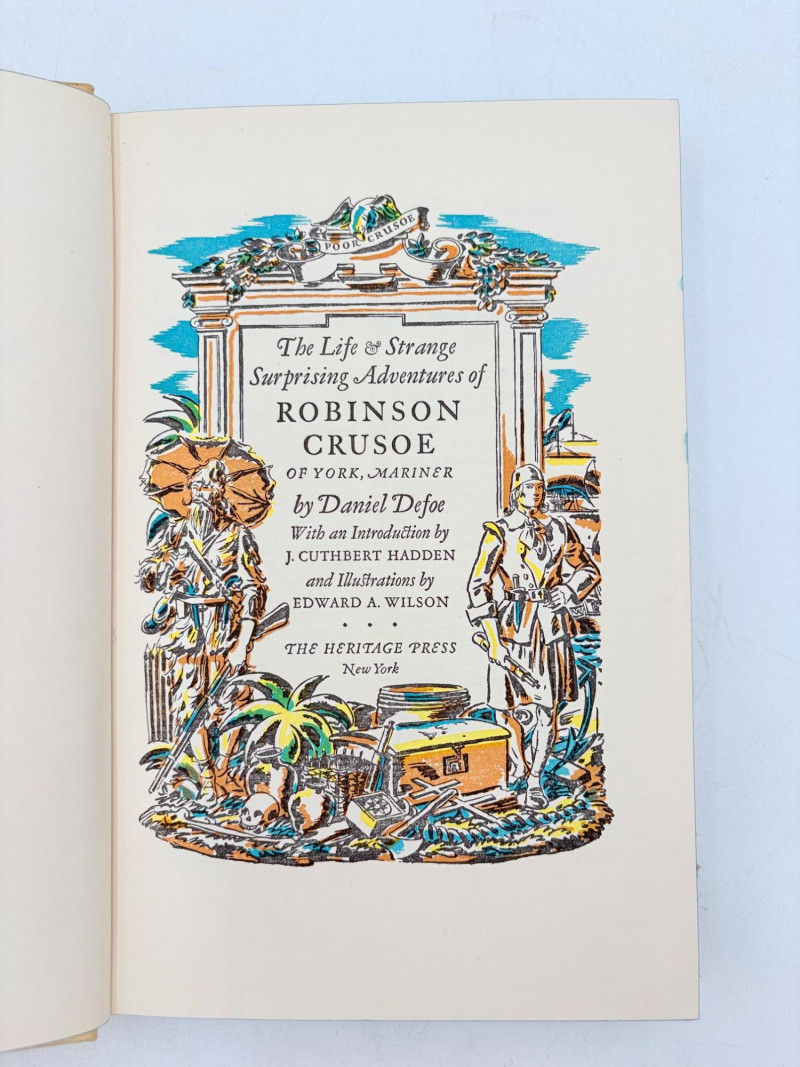 POOR CRUSOE
The Life & Strange
Surprising Adventures of
ROBINSON
CRUSOE
OF YORK, MARINER
by Daniel Defoe
With an Introduction by
J. CUTHBERT HADDEN
and Illustrations by
EDWARD A. WILSON
• • •
THE HERITAGE PRESS
New York